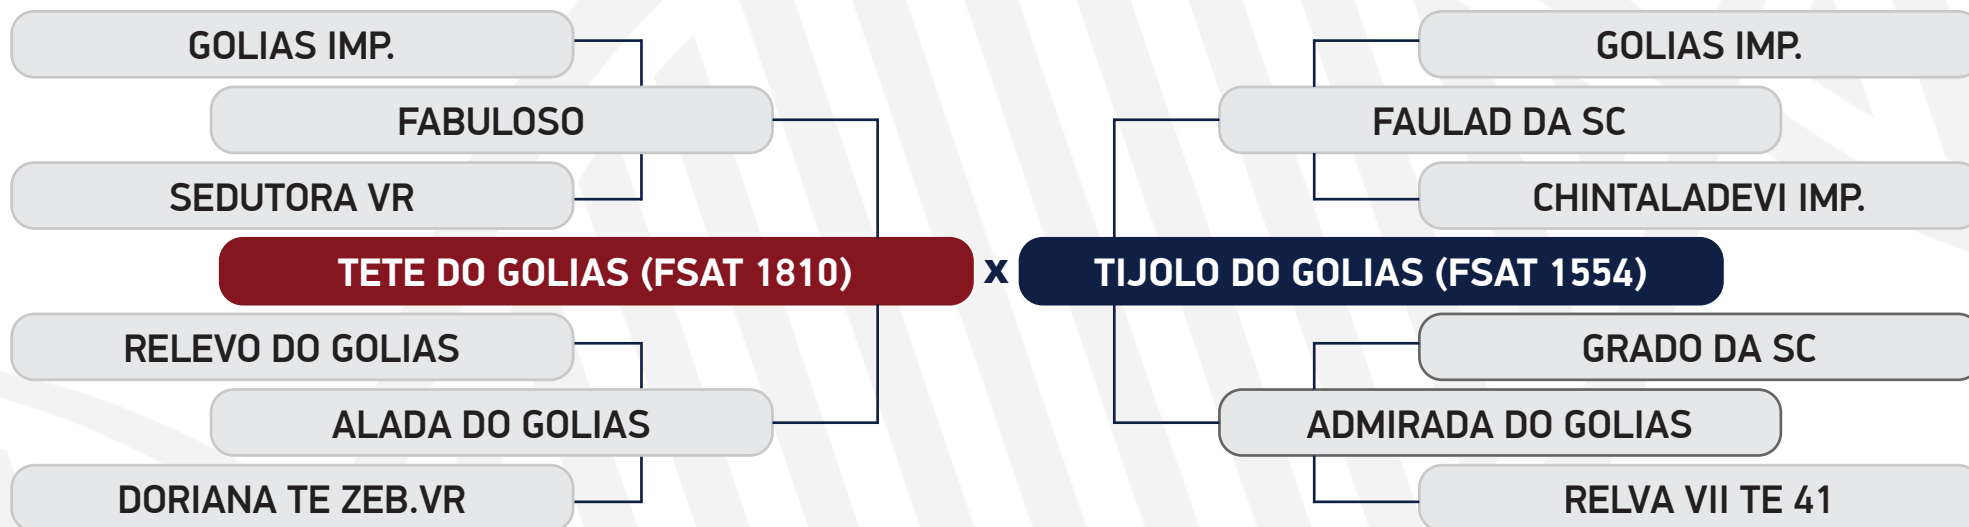 GOLIAS IMP.
GOLIAS IMP.
FABULOSO
FAULAD DA SC
SEDUTORA VR
CHINTALADEVI IMP.
TETE DO GOLIAS (FSAT 1810) x TIJOLO DO GOLIAS (FSAT 1554)
RELEVO DO GOLIAS
GRADO DA SC
ALADA DO GOLIAS
ADMIRADA DO GOLIAS
DORIANA TE ZEB.VR
RELVA VII TE 41